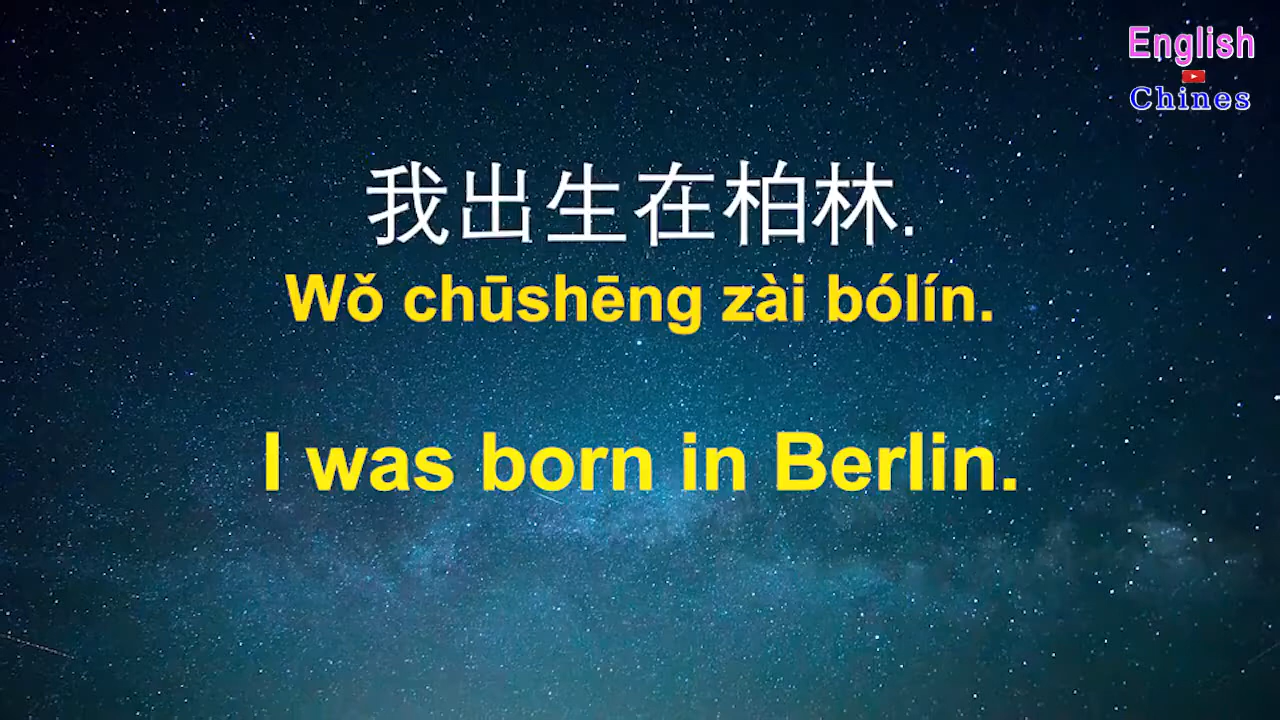 English
Chines
我出生在柏林.
Wǒ chūshēng zài bólín.
I was born in Berlin.